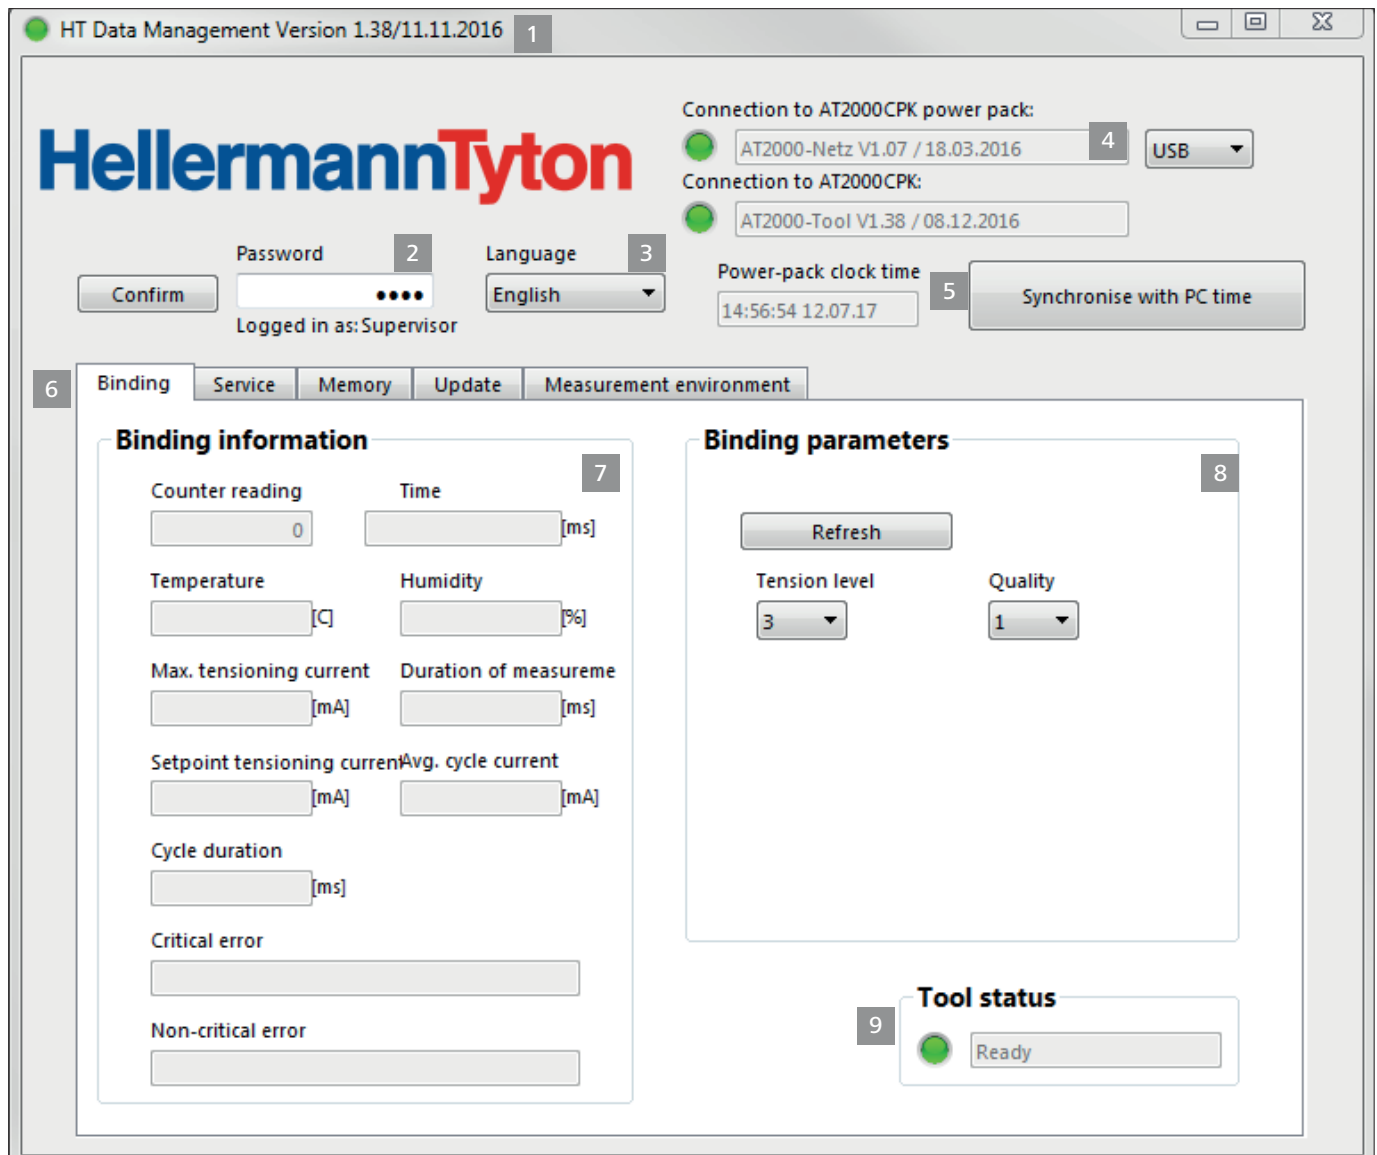 HT Data Management Version 1.38/11.11.2016 1
HellermannTyton
Connection to AT2000CPK power pack:
AT2000-Netz V1.07 / 18.03.2016 4 USB
Connection to AT2000CPK:
AT2000-Tool V1.38 / 08.12.2016
Password 2 Language 3
Confirm •••• English
Logged in as: Supervisor
Power-pack clock time 5
14:56:54 12.07.17 Synchronise with PC time
6 Binding Service Memory Update Measurement environment
Binding information 7
Counter reading Time
0 [ms]
Temperature Humidity
[C] [%]
Max. tensioning current Duration of measureme
[mA] [ms]
Setpoint tensioning current Avg. cycle current
[mA] [mA]
Cycle duration
[ms]
Critical error
Non-critical error
Binding parameters 8
Refresh
Tension level Quality
3 1
Tool status
9 Ready